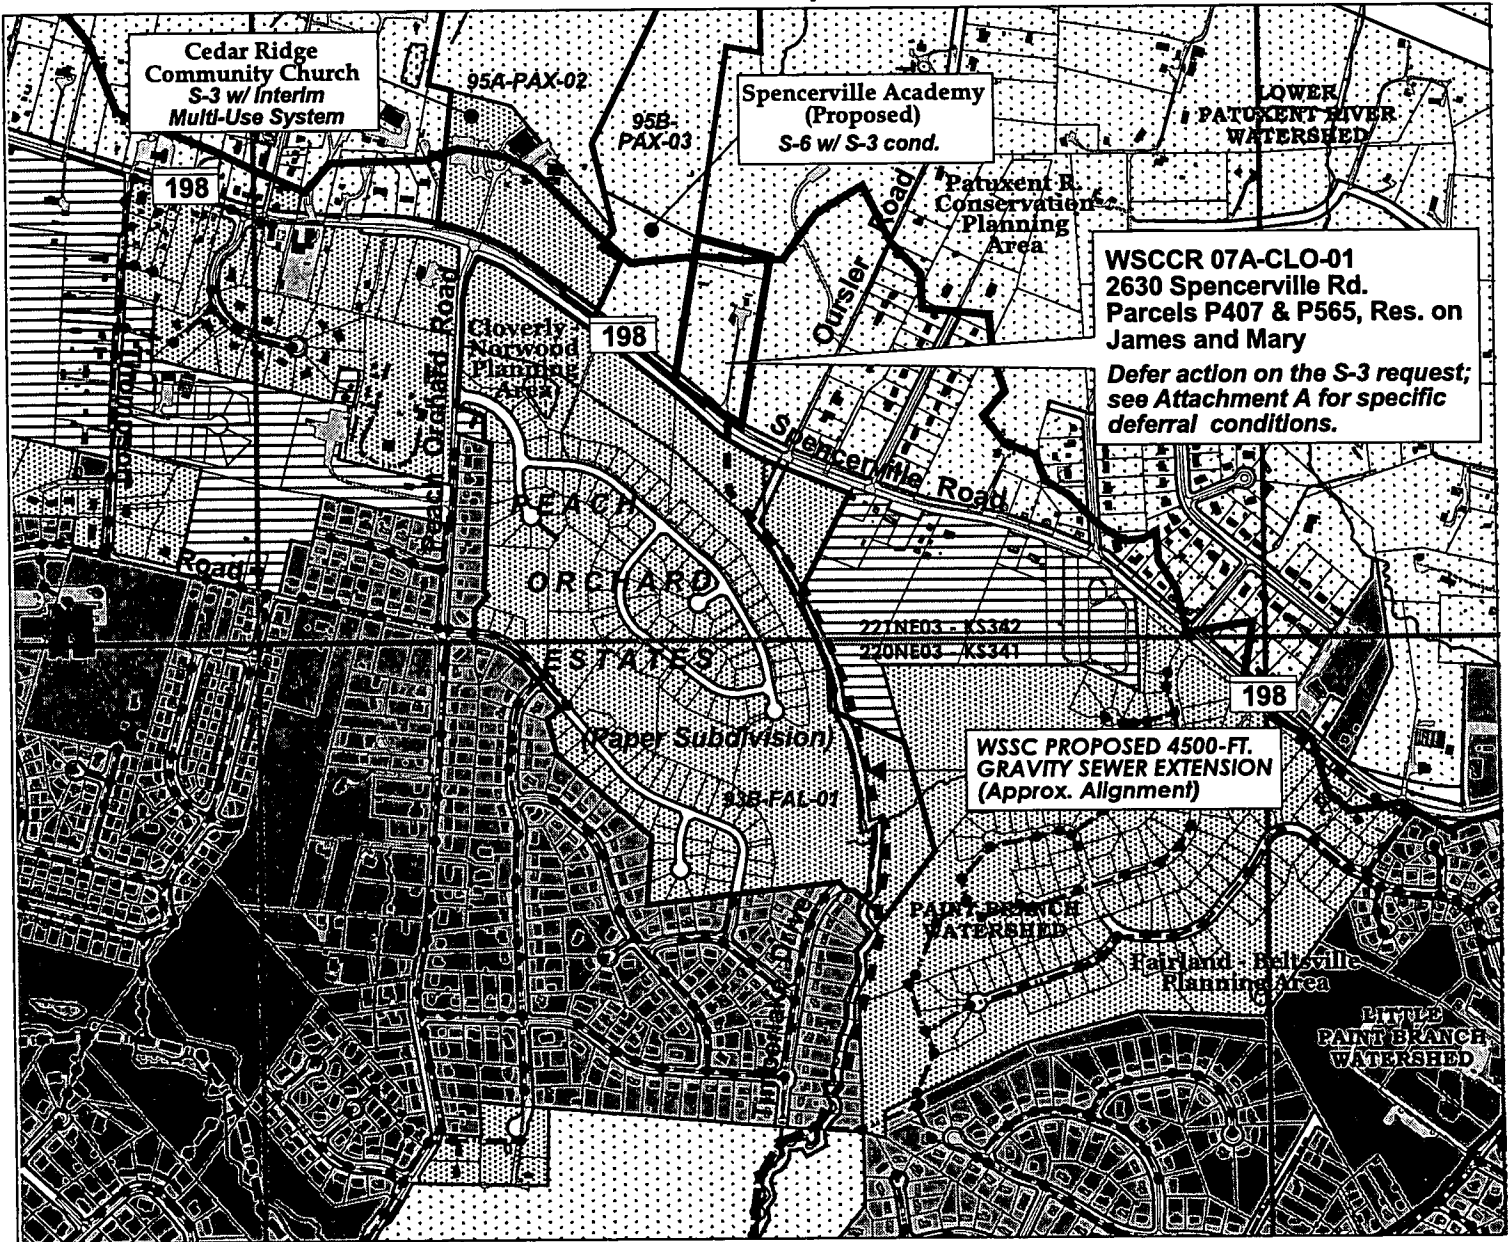 Cedar Ridge
Community Church
S-3 w/ Interim
Multi-Use System
95A-PAX-02
95B-
PAX-03
Spencerville Academy
(Proposed)
S-6 w/ S-3 cond.
LOWER
PATUXENT RIVER
WATERSHED
198
Patuxent R.
Conservation
Planning
Area
Oursler Road
WSCCR 07A-CLO-01
2630 Spencerville Rd.
Parcels P407 & P565, Res. on
James and Mary
Defer action on the S-3 request;
see Attachment A for specific
deferral conditions.
Cloverly -
Norwood
Planning
Area
198
Thompson
Road
Peach Orchard Road
Spencerville Road
PEACH
ORCHARD
ESTATES
(Paper Subdivision)
221NE03 - KS342
220NE03 - KS341
198
WSSC PROPOSED 4500-FT.
GRAVITY SEWER EXTENSION
(Approx. Alignment)
93B-FAL-01
PAINT BRANCH
WATERSHED
Fairland - Beltsville
Planning Area
LITTLE
PAINT BRANCH
WATERSHED
Drive